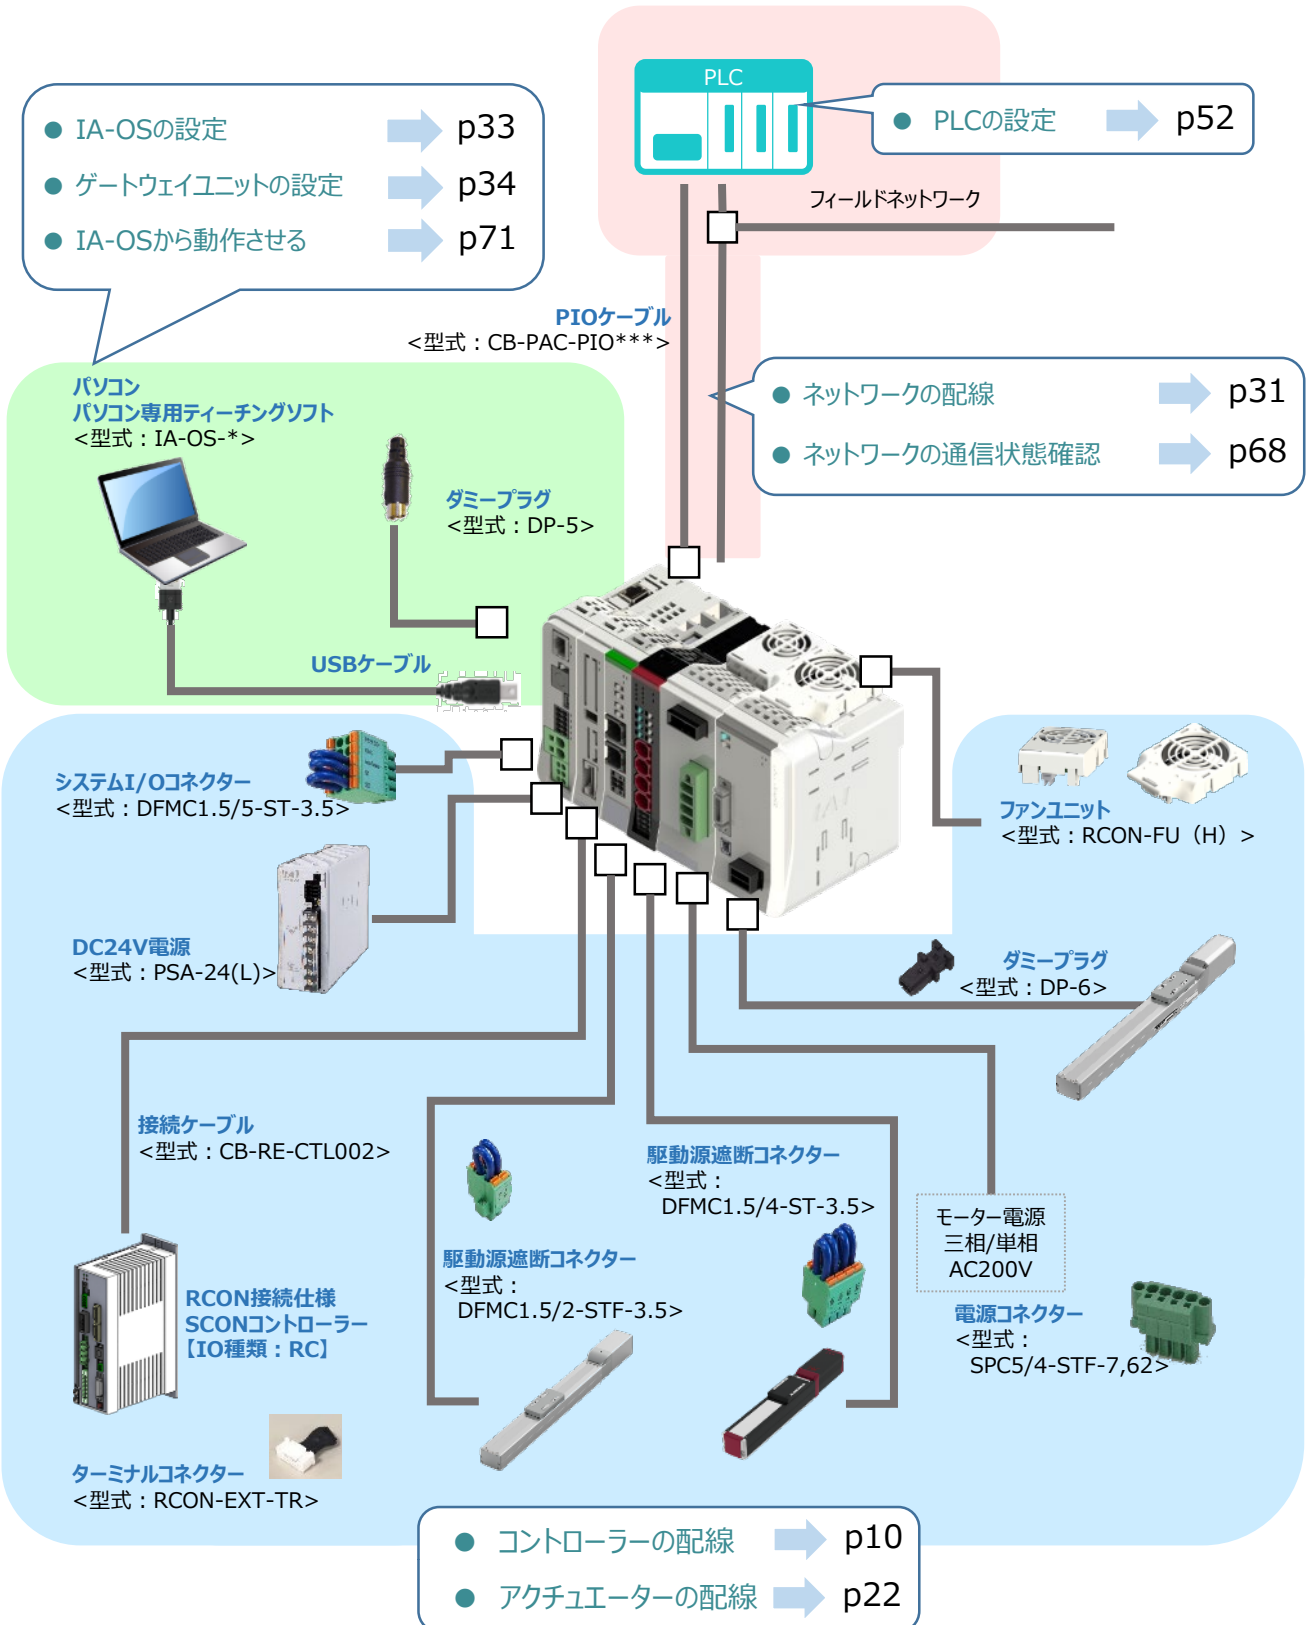 PLC
● IA-OSの設定 p33
● ゲートウェイユニットの設定 p34
● IA-OSから動作させる p71
● PLCの設定 p52
フィールドネットワーク
PIOケーブル
<型式：CB-PAC-PIO***>
● ネットワークの配線 p31
● ネットワークの通信状態確認 p68
パソコン
パソコン専用ティーチングソフト
<型式：IA-OS-*>
ダミープラグ
<型式：DP-5>
USBケーブル
システムI/Oコネクター
<型式：DFMC1.5/5-ST-3.5>
ファンユニット
<型式：RCON-FU（H）>
DC24V電源
<型式：PSA-24(L)>
ダミープラグ
<型式：DP-6>
接続ケーブル
<型式：CB-RE-CTL002>
駆動源遮断コネクター
<型式：
DFMC1.5/4-ST-3.5>
モーター電源
三相/単相
AC200V
駆動源遮断コネクター
<型式：
DFMC1.5/2-STF-3.5>
RCON接続仕様
SCONコントローラー
【IO種類：RC】
電源コネクター
<型式：
SPC5/4-STF-7,62>
ターミナルコネクター
<型式：RCON-EXT-TR>
● コントローラーの配線 p10
● アクチュエーターの配線 p22